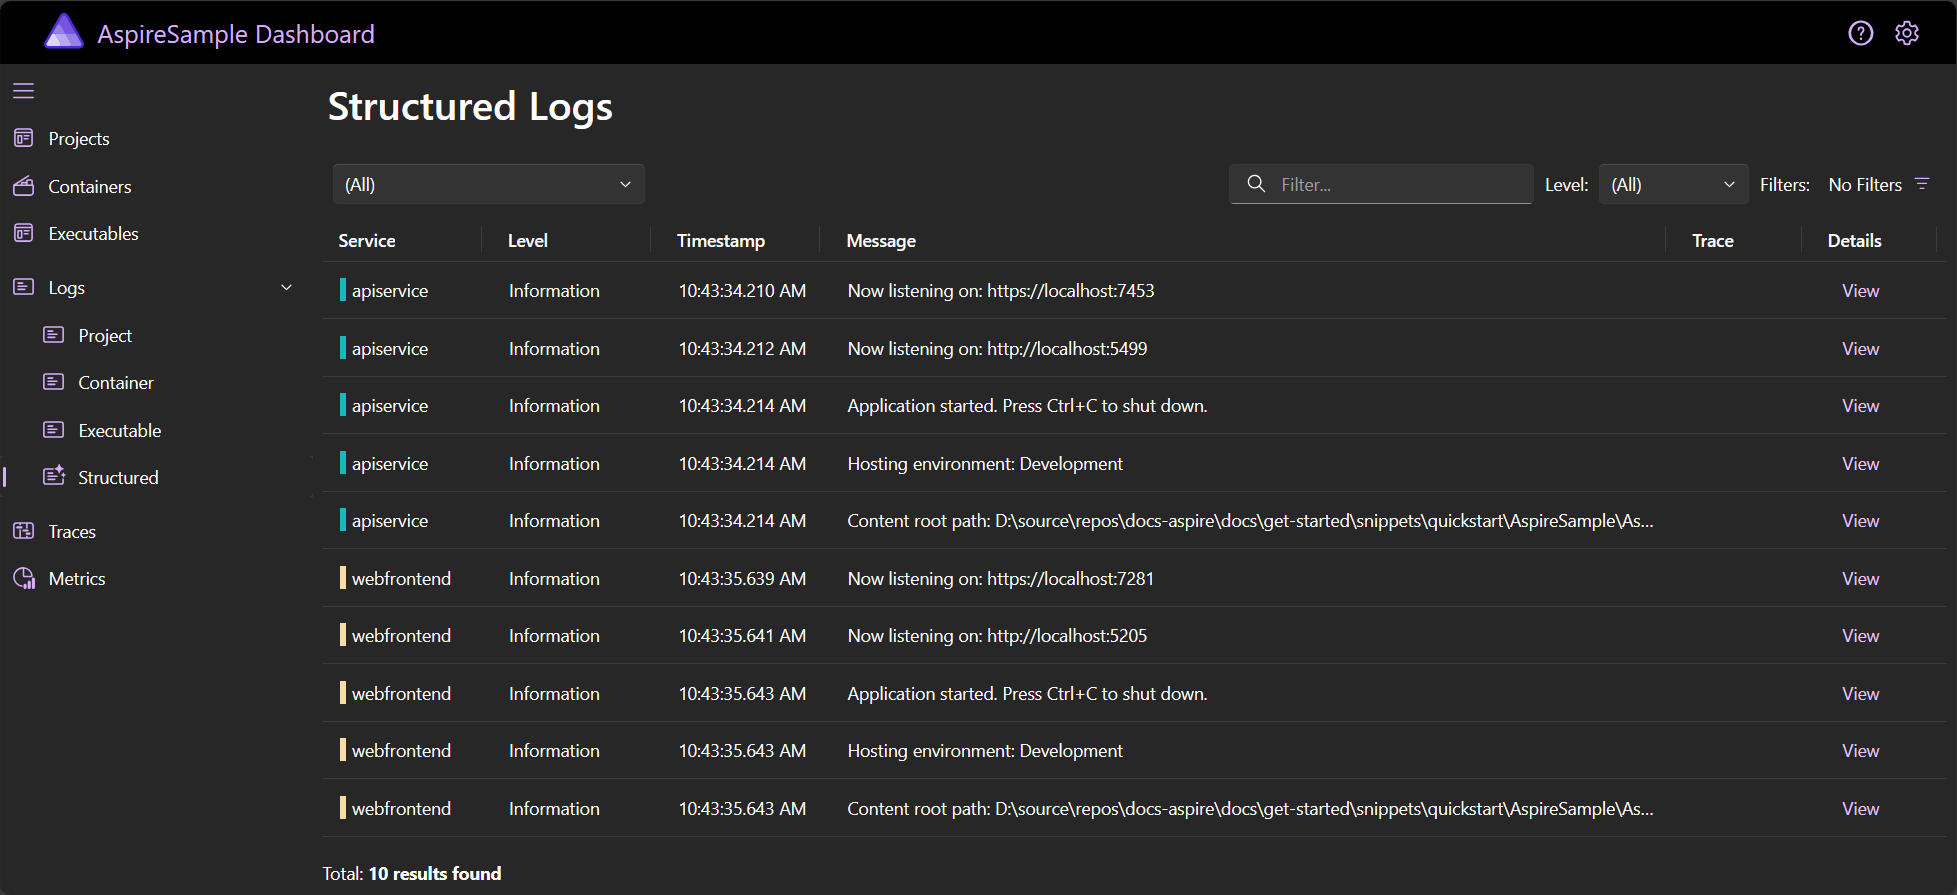 AspireSample Dashboard
Structured Logs
Projects
Containers
Executables
Logs
Project
Container
Executable
Structured
Traces
Metrics
(All)
Filter...
Level: (All) Filters: No Filters
Service Level Timestamp Message Trace Details
apiservice Information 10:43:34.210 AM Now listening on: https://localhost:7453 View
apiservice Information 10:43:34.212 AM Now listening on: http://localhost:5499 View
apiservice Information 10:43:34.214 AM Application started. Press Ctrl+C to shut down. View
apiservice Information 10:43:34.214 AM Hosting environment: Development View
apiservice Information 10:43:34.214 AM Content root path: D:\source\repos\docs-aspire\docs\get-started\snippets\quickstart\AspireSample\As... View
webfrontend Information 10:43:35.639 AM Now listening on: https://localhost:7281 View
webfrontend Information 10:43:35.641 AM Now listening on: http://localhost:5205 View
webfrontend Information 10:43:35.643 AM Application started. Press Ctrl+C to shut down. View
webfrontend Information 10:43:35.643 AM Hosting environment: Development View
webfrontend Information 10:43:35.643 AM Content root path: D:\source\repos\docs-aspire\docs\get-started\snippets\quickstart\AspireSample\As... View
Total: 10 results found